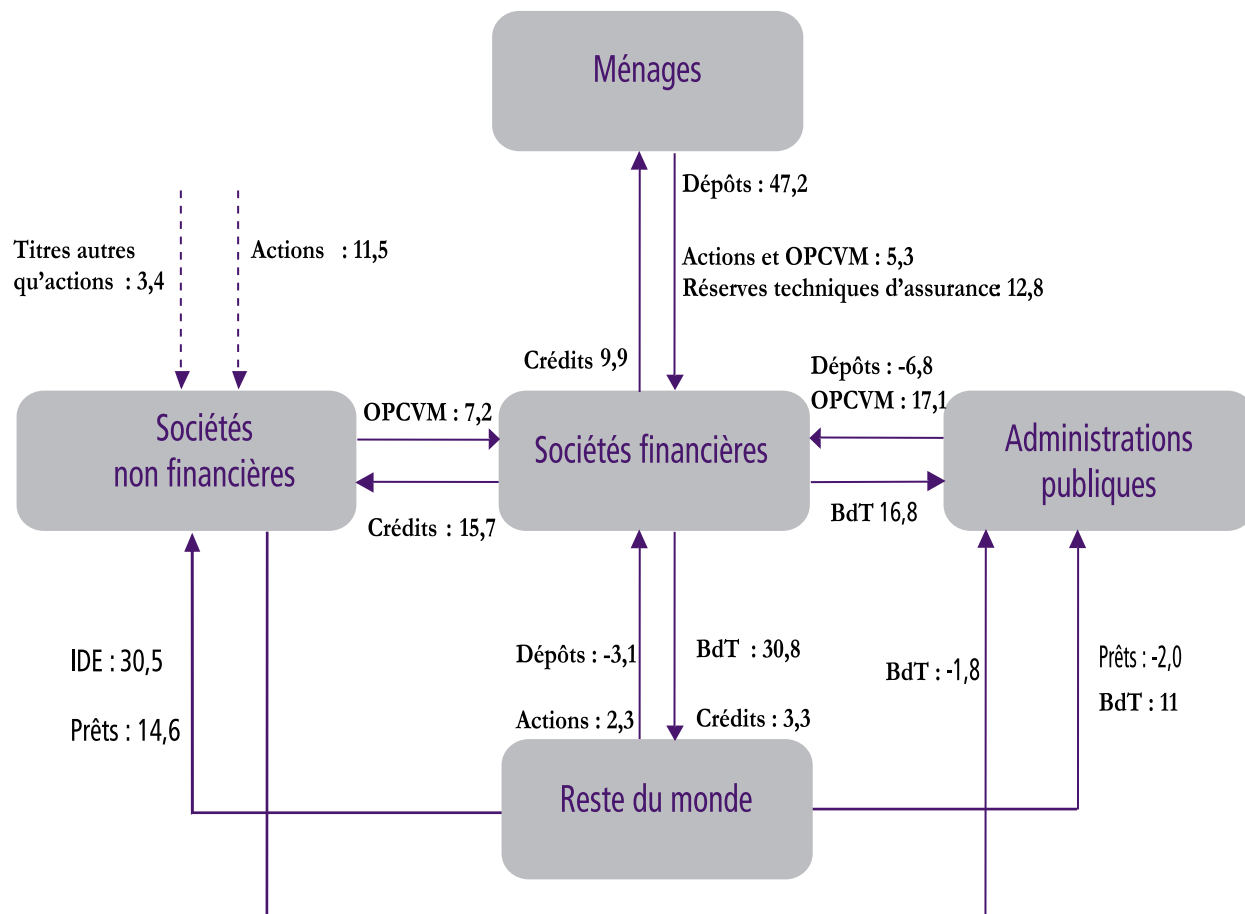 Ménages
Dépôts : 47,2
Titres autres
qu’actions : 3,4
Actions : 11,5
Actions et OPCVM : 5,3
Réserves techniques d’assurance: 12,8
Crédits 9,9
Dépôts : -6,8
OPCVM : 17,1
Sociétés
non financières
OPCVM : 7,2
Sociétés financières
Administrations
publiques
Crédits : 15,7
BdT 16,8
IDE : 30,5
Prêts : 14,6
Dépôts : -3,1
Actions : 2,3
BdT : 30,8
Crédits : 3,3
BdT : -1,8
Prêts : -2,0
BdT : 11
Reste du monde